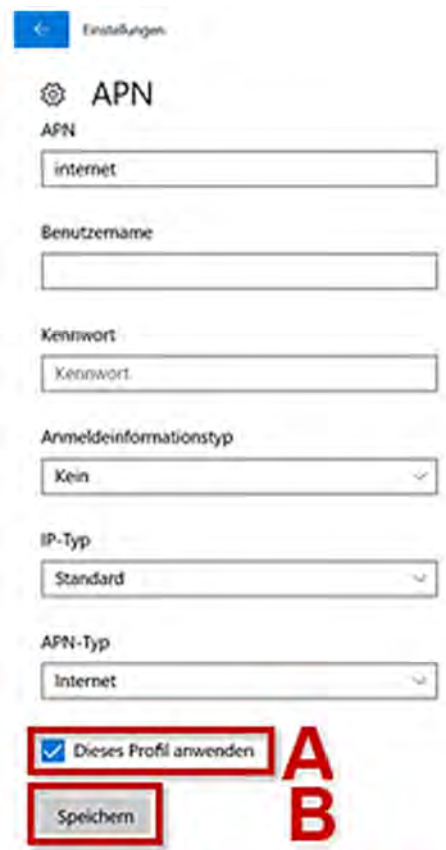 Einstellungen
APN
APN
internet
Benutzername
Kennwort
Kennwort
Anmeldeinformationstyp
Kein
IP-Typ
Standard
APN-Typ
Internet
Dieses Profil anwenden A
Speichern B